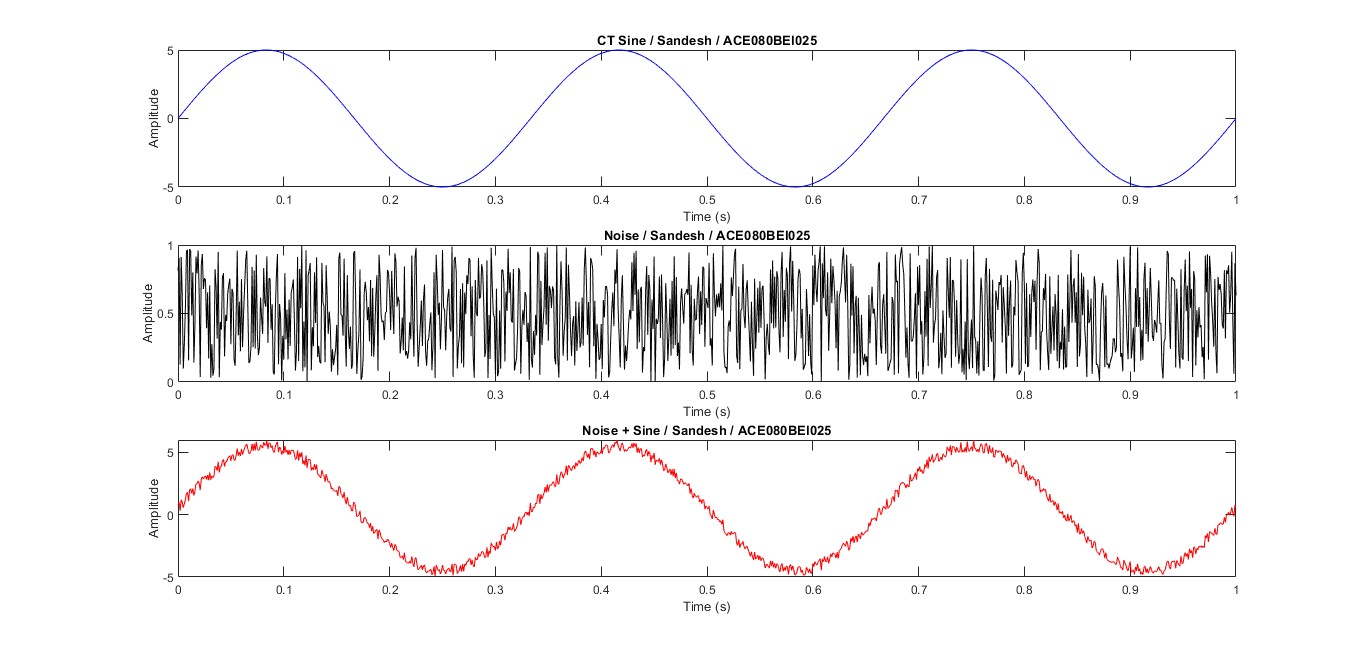 CT Sine / Sandesh / ACE080BEI025
5
0
-5
Amplitude
0 0.1 0.2 0.3 0.4 0.5 0.6 0.7 0.8 0.9 1
Time (s)
Noise / Sandesh / ACE080BEI025
1
0.5
0
Amplitude
0 0.1 0.2 0.3 0.4 0.5 0.6 0.7 0.8 0.9 1
Time (s)
Noise + Sine / Sandesh / ACE080BEI025
5
0
-5
Amplitude
0 0.1 0.2 0.3 0.4 0.5 0.6 0.7 0.8 0.9 1
Time (s)